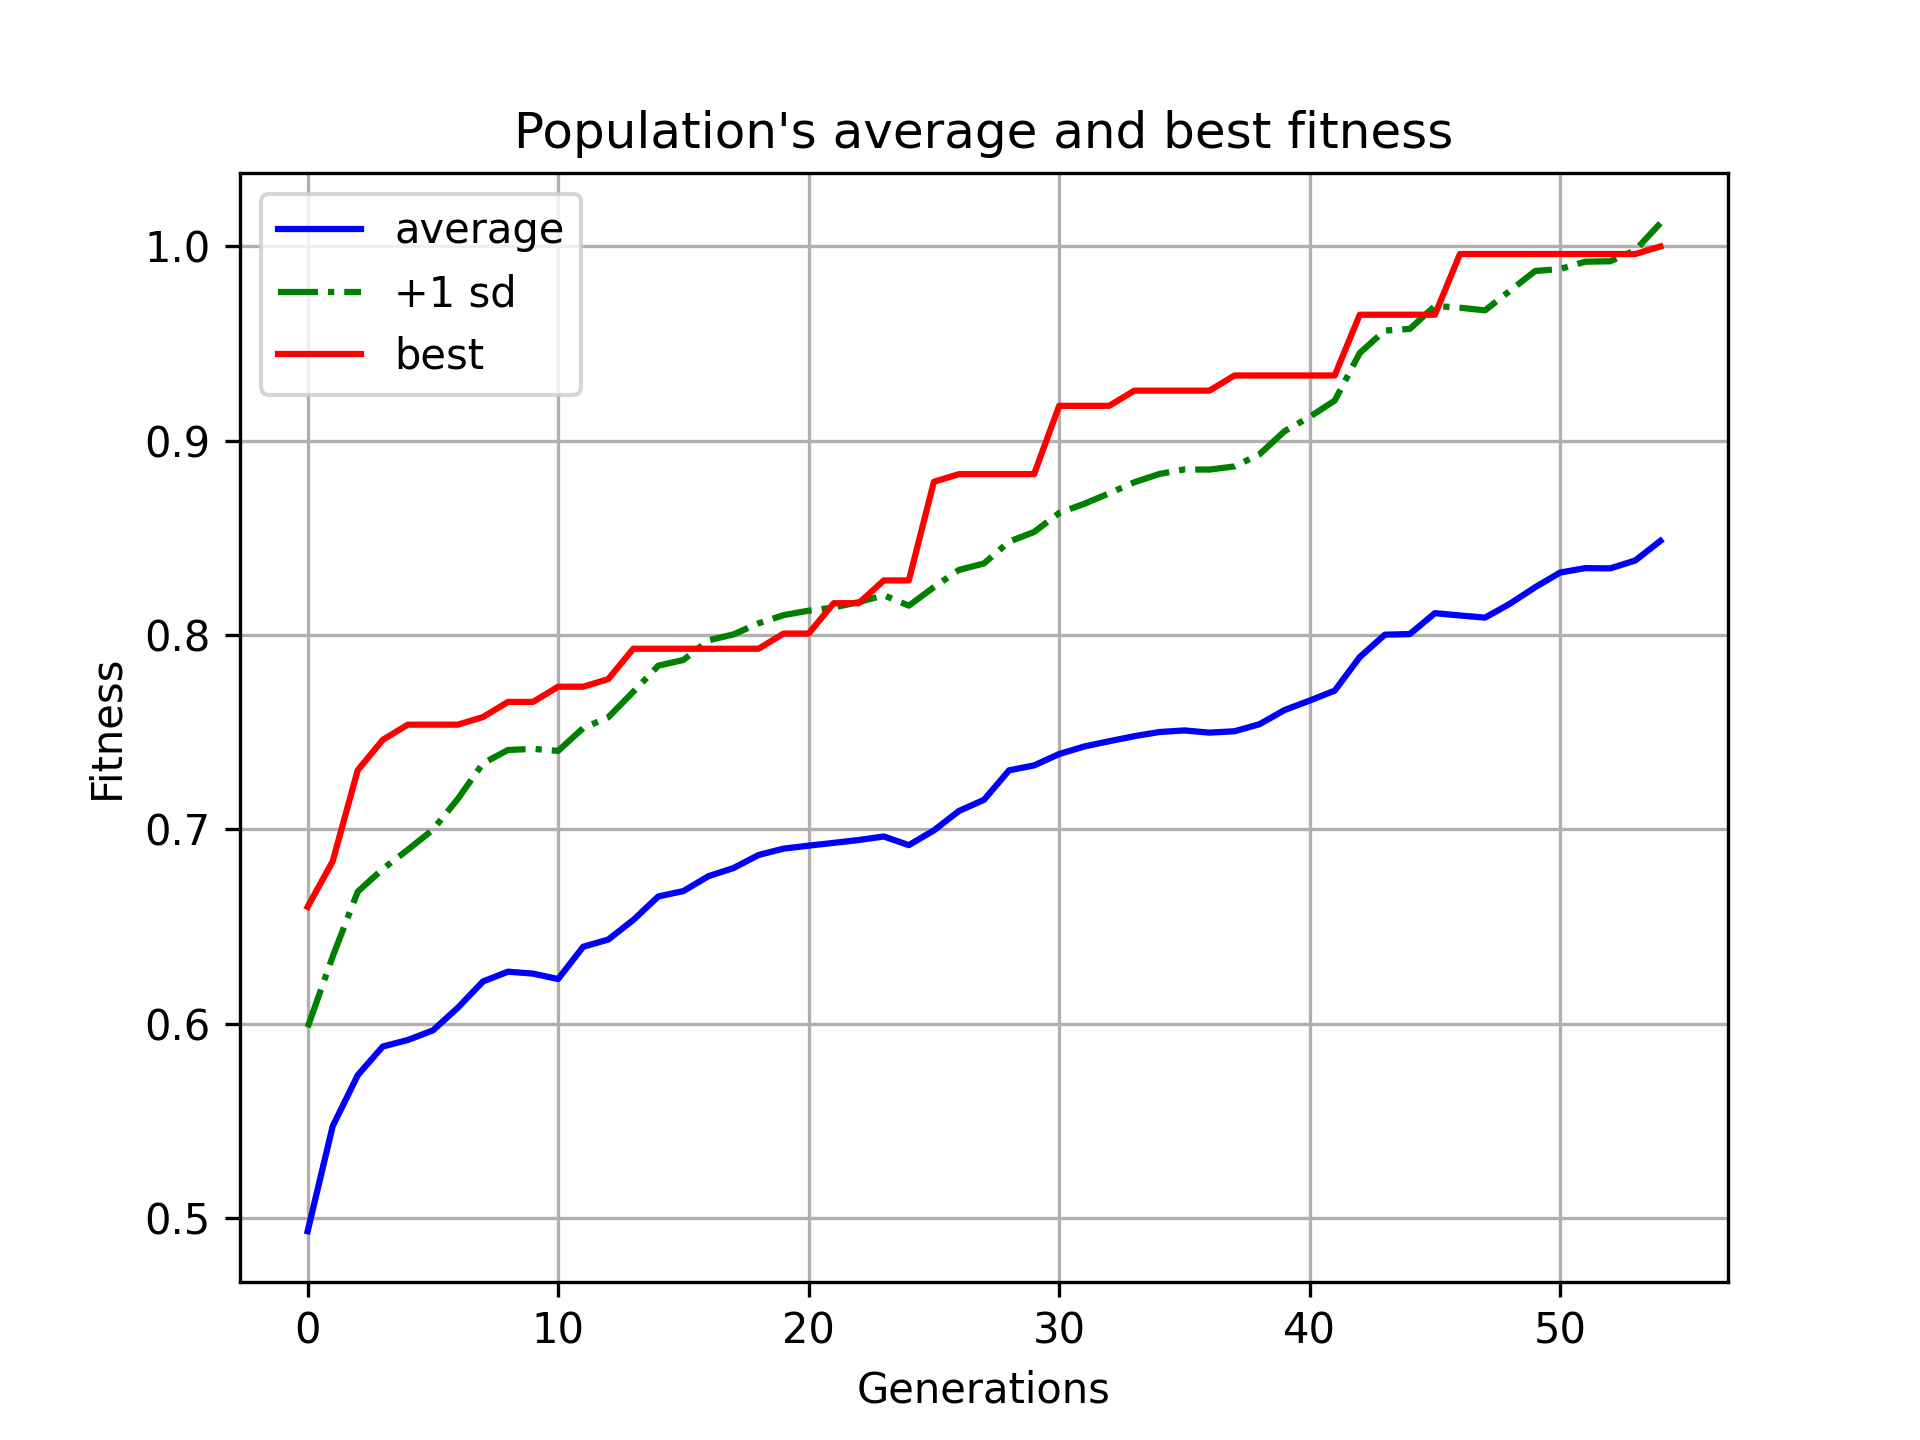 Population's average and best fitness
average
+1 sd
best
1.0
0.9
0.8
0.7
0.6
0.5
Fitness
0 10 20 30 40 50
Generations